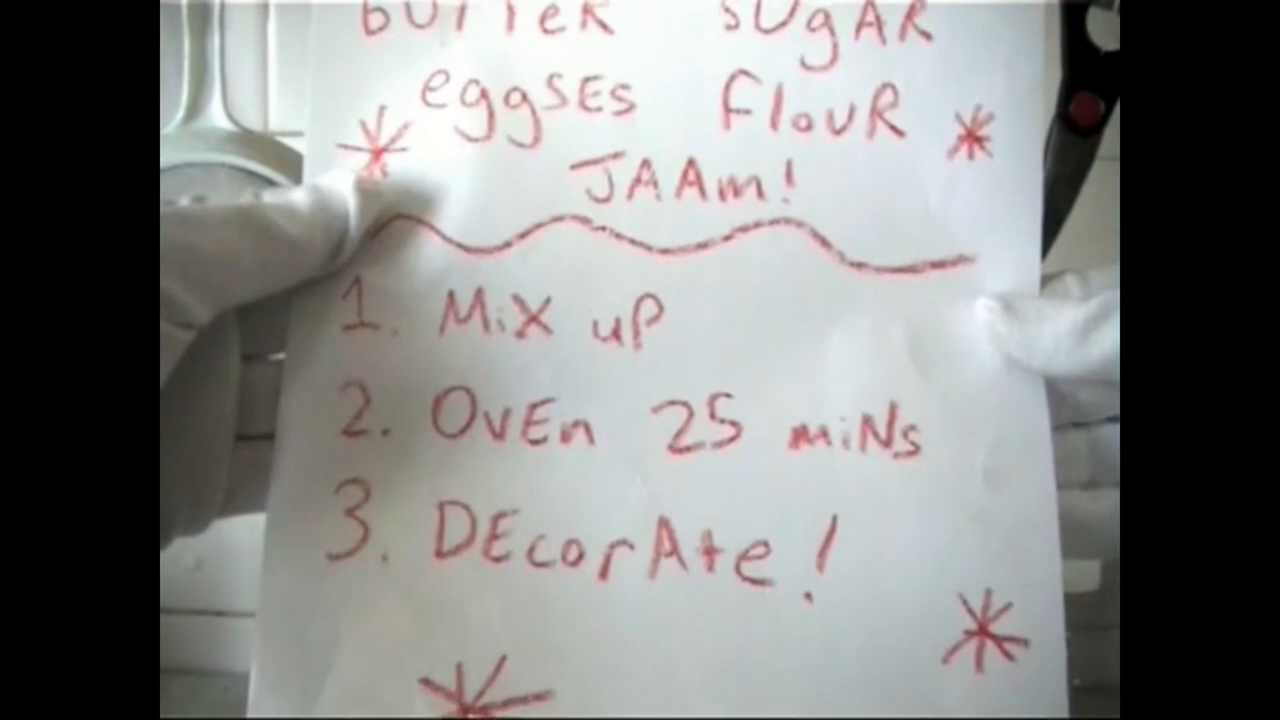 bUTTeR SUgAR
eggsEs FlouR
JAAm!
1. MiX uP
2. OvEn 25 miNs
3. DEcorAte!